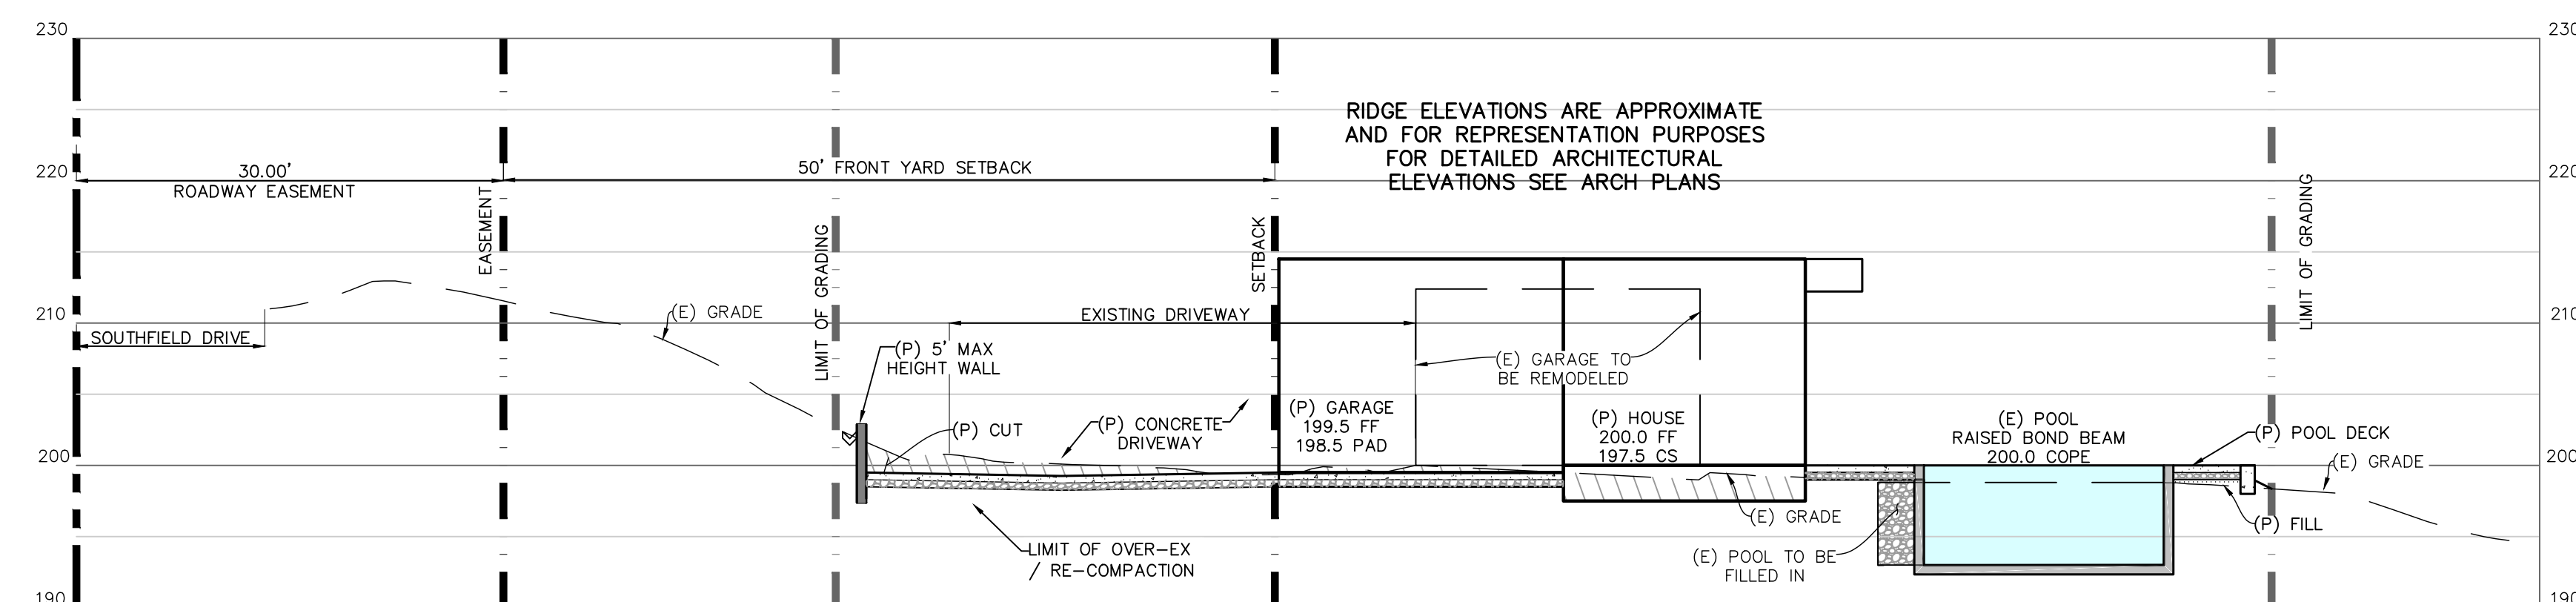 230
230
RIDGE ELEVATIONS ARE APPROXIMATE
AND FOR REPRESENTATION PURPOSES
FOR DETAILED ARCHITECTURAL
ELEVATIONS SEE ARCH PLANS
220
30.00'
ROADWAY EASEMENT
50' FRONT YARD SETBACK
220
EASEMENT
LIMIT OF GRADING
SETBACK
LIMIT OF GRADING
210
SOUTHFIELD DRIVE
(E) GRADE
EXISTING DRIVEWAY
210
(P) 5' MAX
HEIGHT WALL
(E) GARAGE TO
BE REMODELED
(P) CUT
(P) CONCRETE
DRIVEWAY
(P) GARAGE
199.5 FF
198.5 PAD
(P) HOUSE
200.0 FF
197.5 CS
(E) POOL
RAISED BOND BEAM
200.0 COPE
(P) POOL DECK
(E) GRADE
200
200
(E) GRADE
(P) FILL
LIMIT OF OVER-EX
/ RE-COMPACTION
(E) POOL TO BE
FILLED IN
190
190